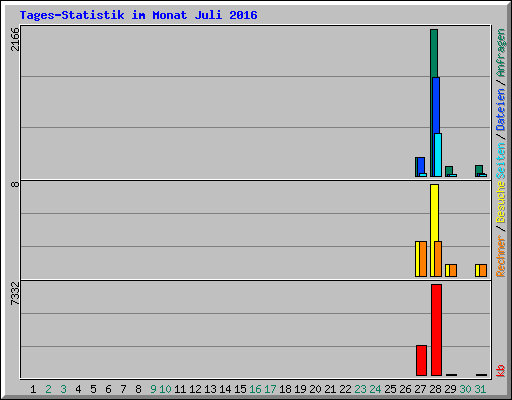 Tages-Statistik im Monat Juli 2016
2166
8
7332
Rechner / Besuche Seiten / Dateien / Anfragen
kb
1 2 3 4 5 6 7 8 9 10 11 12 13 14 15 16 17 18 19 20 21 22 23 24 25 26 27 28 29 30 31